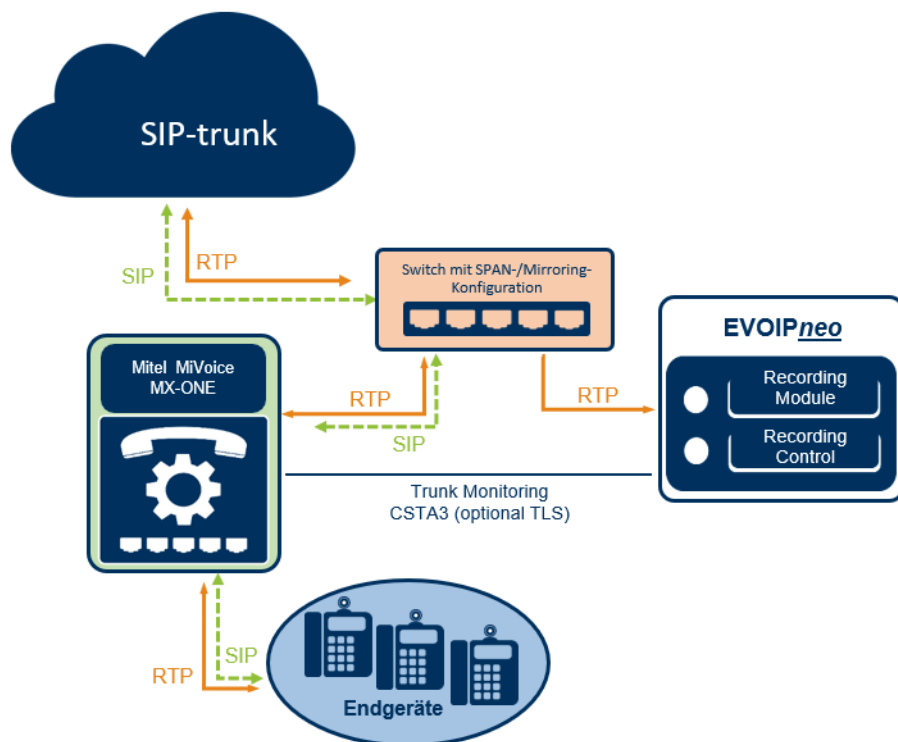 SIP-trunk
SIP
RTP
Switch mit SPAN-/Mirroring-
Konfiguration
EVOIPneo
Recording
Module
Recording
Control
Mitel MiVoice
MX-ONE
RTP
SIP
RTP
Trunk Monitoring
CSTA3 (optional TLS)
SIP
RTP
Endgeräte